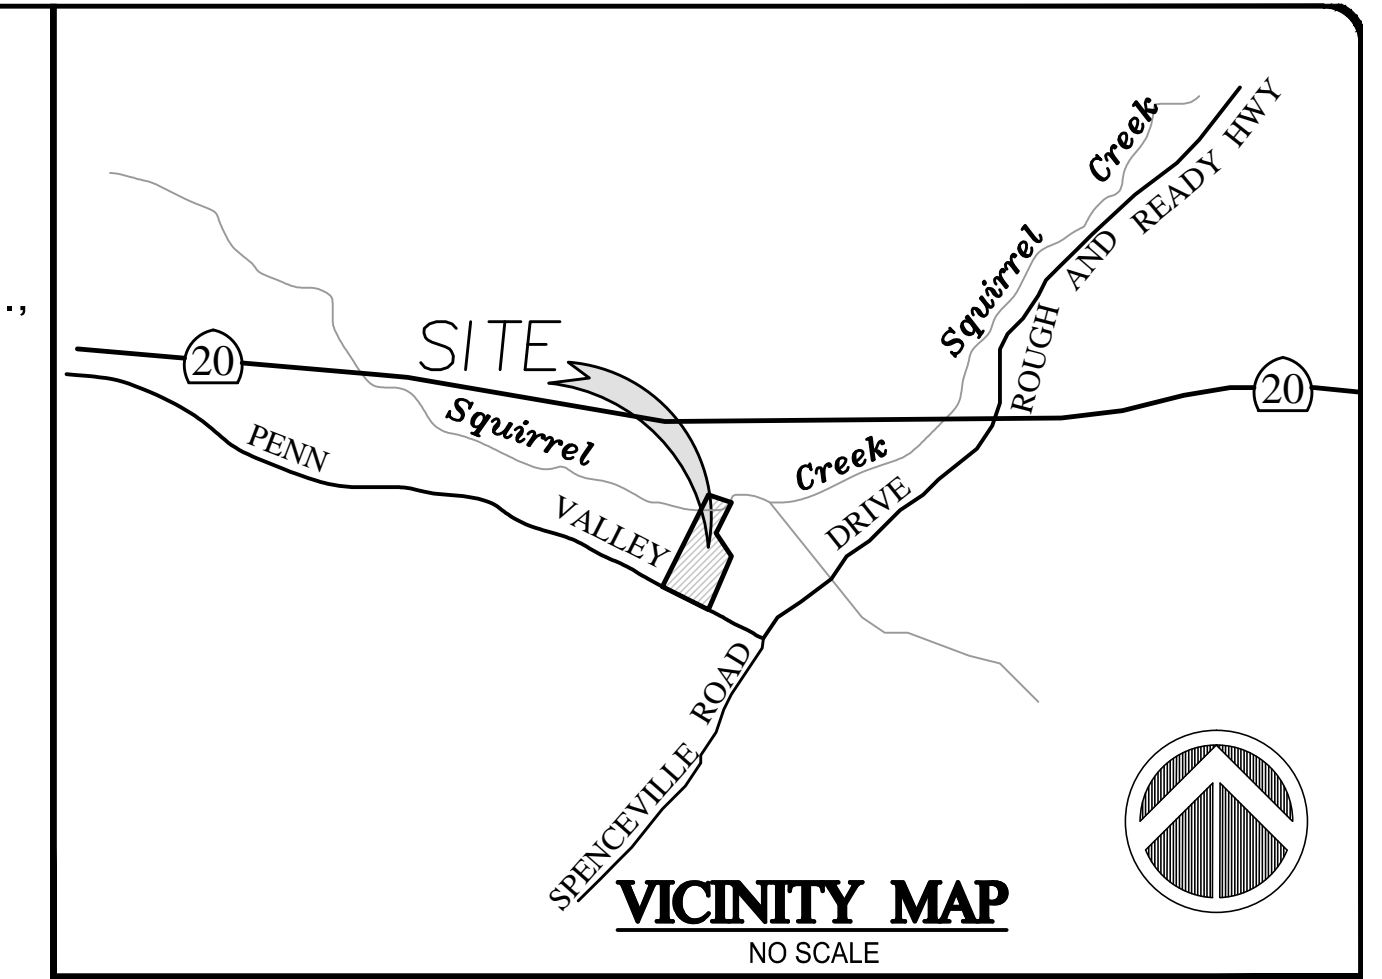 Creek
Squirrel
ROUGH AND READY HWY
.,
SITE
20
20
Squirrel
Creek
PENN VALLEY DRIVE
SPENCEVILLE ROAD
VICINITY MAP
NO SCALE